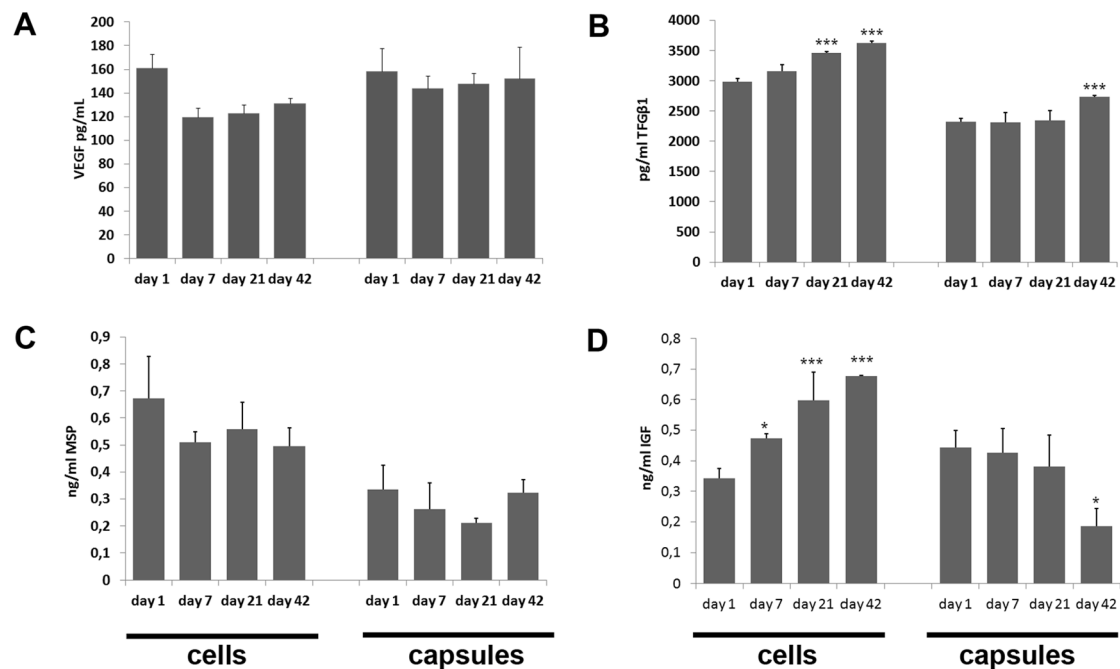 A
VEGF pg/mL
200
180
160
140
120
100
80
60
40
20
0
day 1 day 7 day 21 day 42 day 1 day 7 day 21 day 42
B
pg/ml TFGβ1
4000
3500
3000
2500
2000
1500
1000
500
0
*** *** ***
day 1 day 7 day 21 day 42 day 1 day 7 day 21 day 42
C
ng/ml MSP
0,9
0,8
0,7
0,6
0,5
0,4
0,3
0,2
0,1
0
day 1 day 7 day 21 day 42 day 1 day 7 day 21 day 42
cells capsules
D
ng/ml IGF
0,8
0,7
0,6
0,5
0,4
0,3
0,2
0,1
0
* *** *** *
day 1 day 7 day 21 day 42 day 1 day 7 day 21 day 42
cells capsules